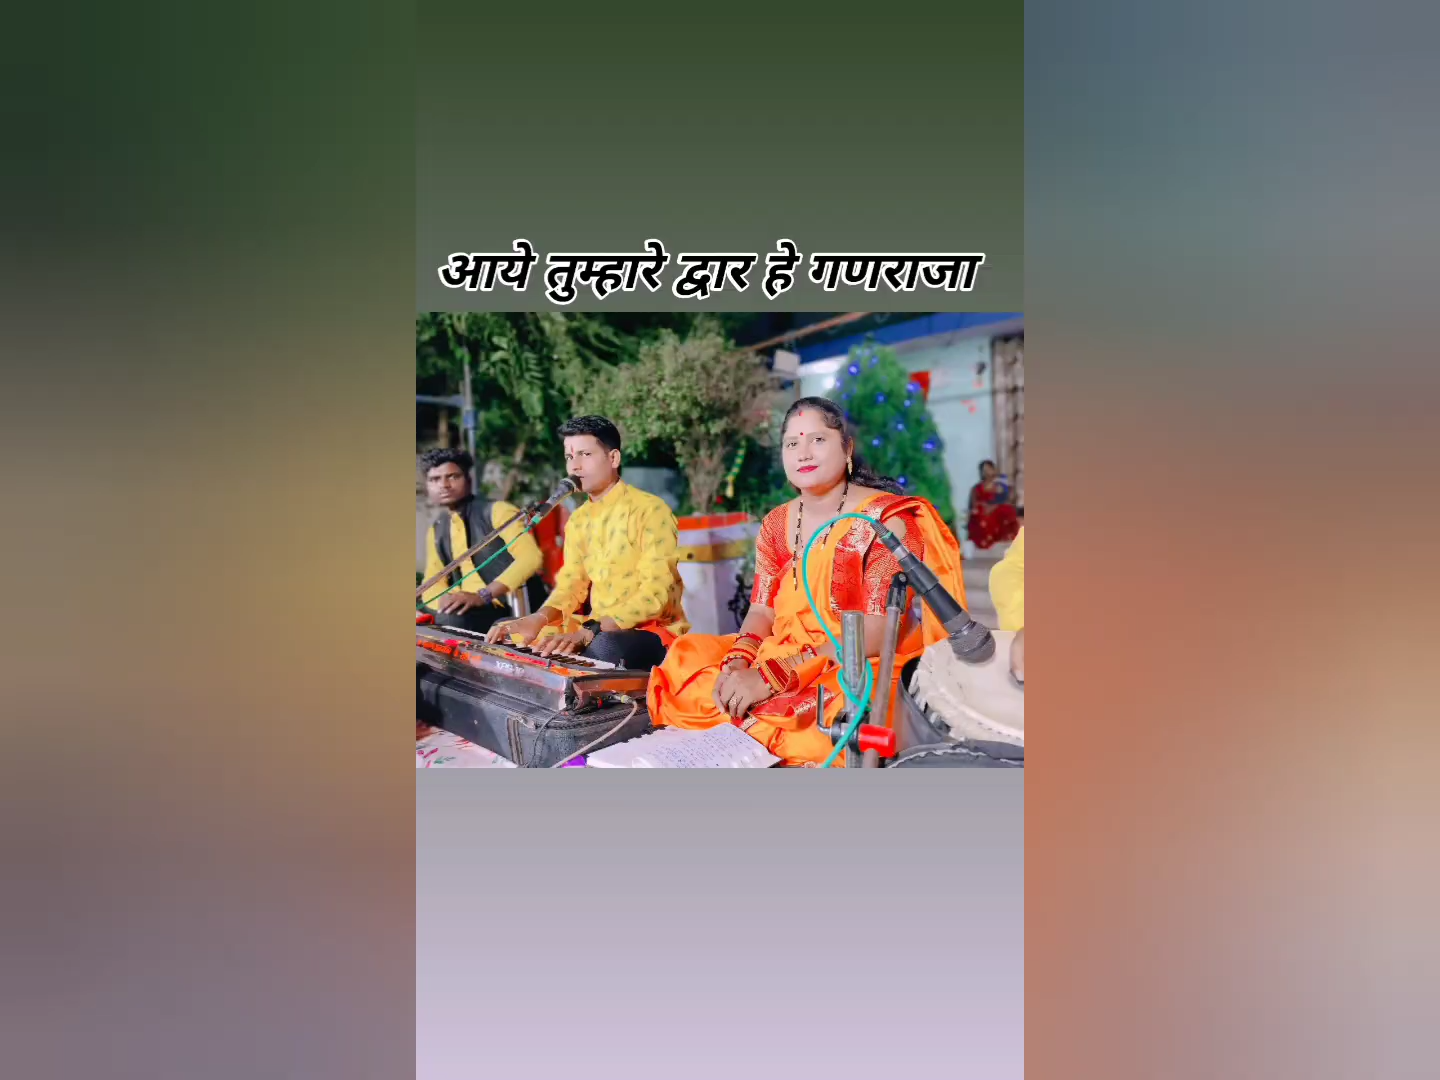 आये तुम्हारे द्वार हे गणराजा